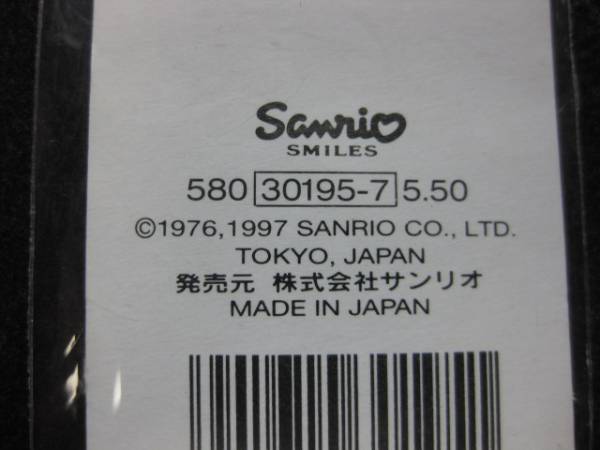 Sanrio
SMILES
580 30195-7 5.50
©1976,1997 SANRIO CO., LTD.
TOKYO, JAPAN
発売元 株式会社サンリオ
MADE IN JAPAN